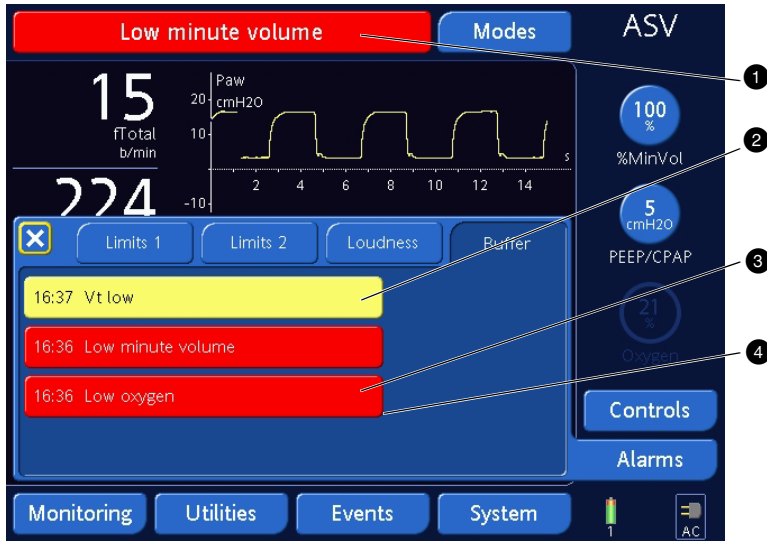 Low minute volume
Modes
ASV
1
15
fTotal
b/min
Paw
cmH2O
20
10
-10
2 4 6 8 10 12 14
s
100
%
%MinVol
2
224
5
cmH2O
PEEP/CPAP
Limits 1
Limits 2
Loudness
Buffer
3
16:37 Vt low
21
%
Oxygen
16:36 Low minute volume
4
16:36 Low oxygen
Controls
Alarms
Monitoring
Utilities
Events
System
1
AC